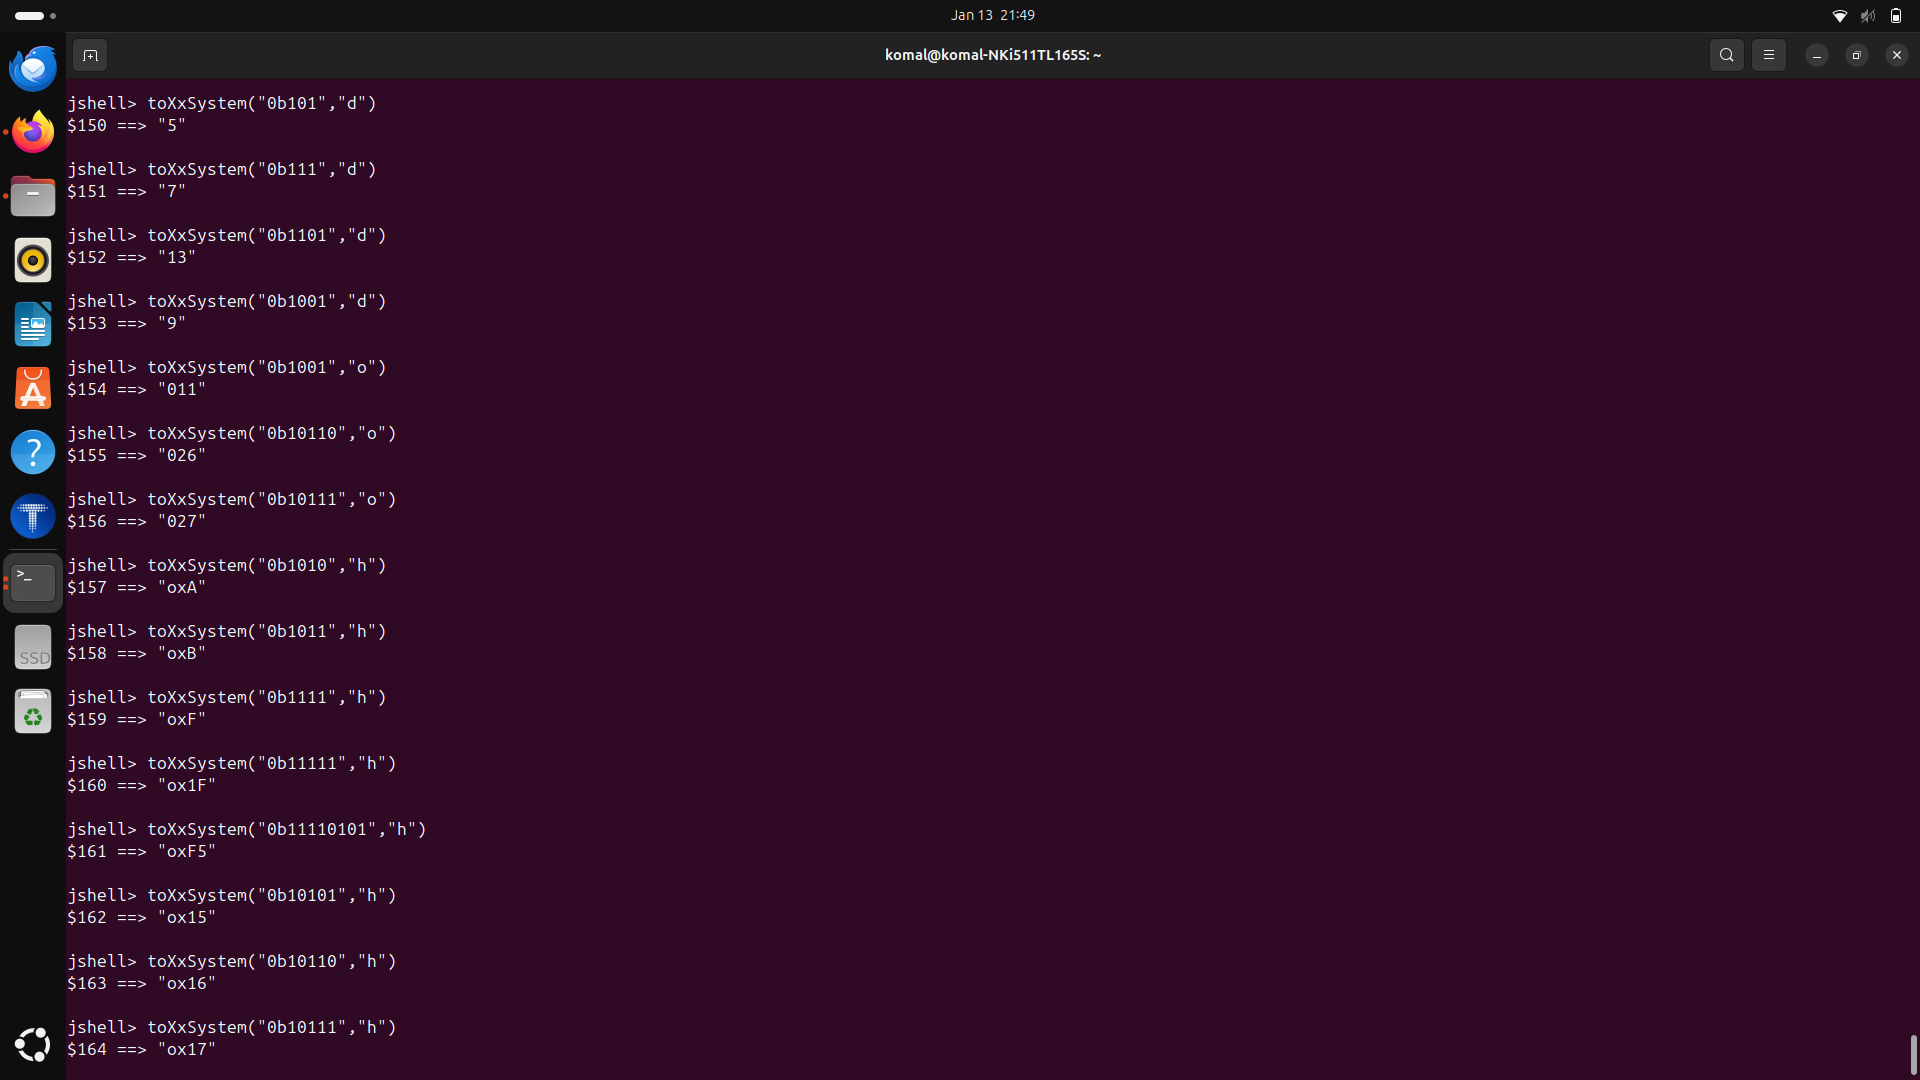 Jan 13 21:49
komal@komal-NKi511TL165S: ~
jshell> toXxSystem("0b101","d")
$150 ==> "5"
jshell> toXxSystem("0b111","d")
$151 ==> "7"
jshell> toXxSystem("0b1101","d")
$152 ==> "13"
jshell> toXxSystem("0b1001","d")
$153 ==> "9"
jshell> toXxSystem("0b1001","o")
$154 ==> "011"
jshell> toXxSystem("0b10110","o")
$155 ==> "026"
jshell> toXxSystem("0b10111","o")
$156 ==> "027"
jshell> toXxSystem("0b1010","h")
$157 ==> "oxA"
jshell> toXxSystem("0b1011","h")
$158 ==> "oxB"
jshell> toXxSystem("0b1111","h")
$159 ==> "oxF"
jshell> toXxSystem("0b11111","h")
$160 ==> "ox1F"
jshell> toXxSystem("0b11110101","h")
$161 ==> "oxF5"
jshell> toXxSystem("0b10101","h")
$162 ==> "ox15"
jshell> toXxSystem("0b10110","h")
$163 ==> "ox16"
jshell> toXxSystem("0b10111","h")
$164 ==> "ox17"
SSD